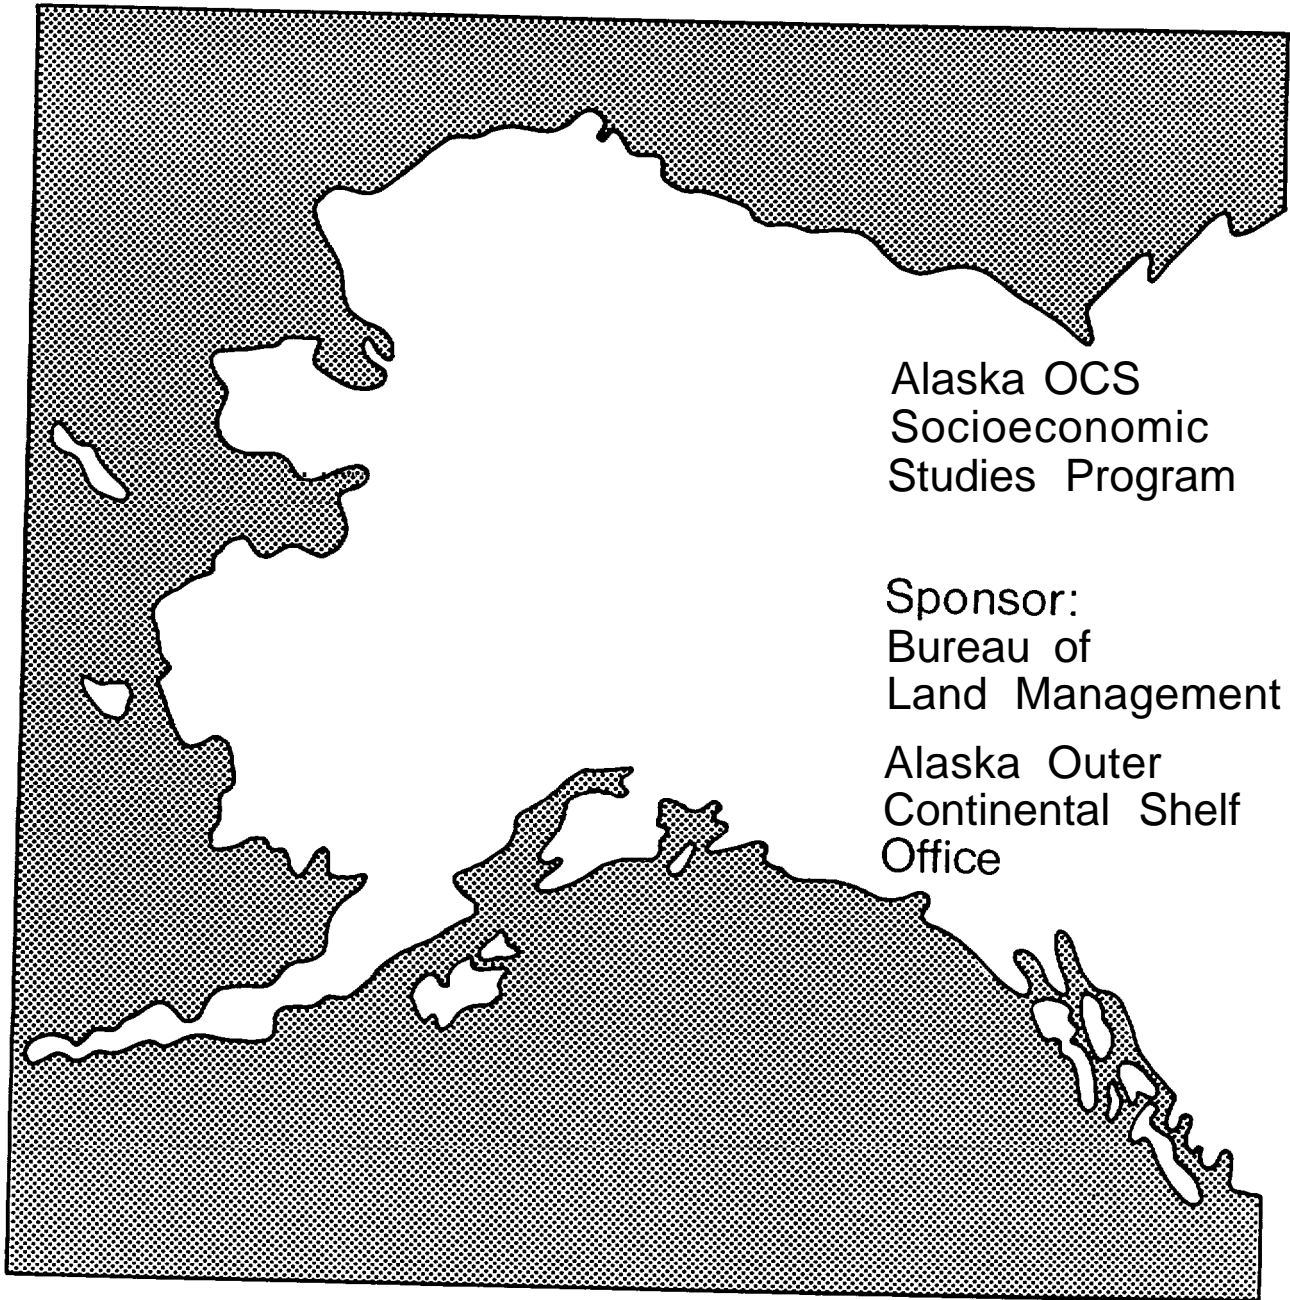 Alaska OCS
Socioeconomic
Studies Program
Sponsor:
Bureau of
Land Management
Alaska Outer
Continental Shelf
Office